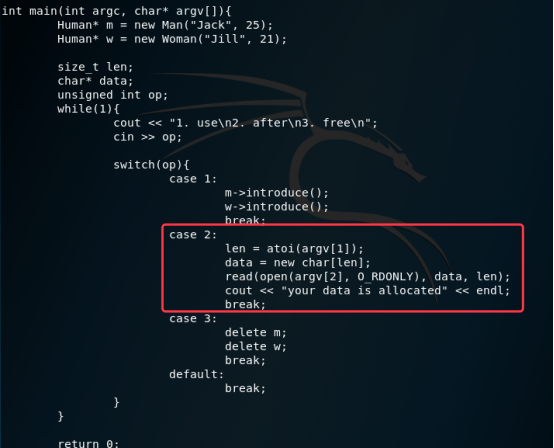 int main(int argc, char* argv[]){
Human* m = new Man("Jack", 25);
Human* w = new Woman("Jill", 21);
size_t len;
char* data;
unsigned int op;
while(1){
cout << "1. use\n2. after\n3. free\n";
cin >> op;
switch(op){
case 1:
m->introduce();
w->introduce();
break;
case 2:
len = atoi(argv[1]);
data = new char[len];
read(open(argv[2], O_RDONLY), data, len);
cout << "your data is allocated" << endl;
break;
case 3:
delete m;
delete w;
break;
default:
break;
}
}
return 0;